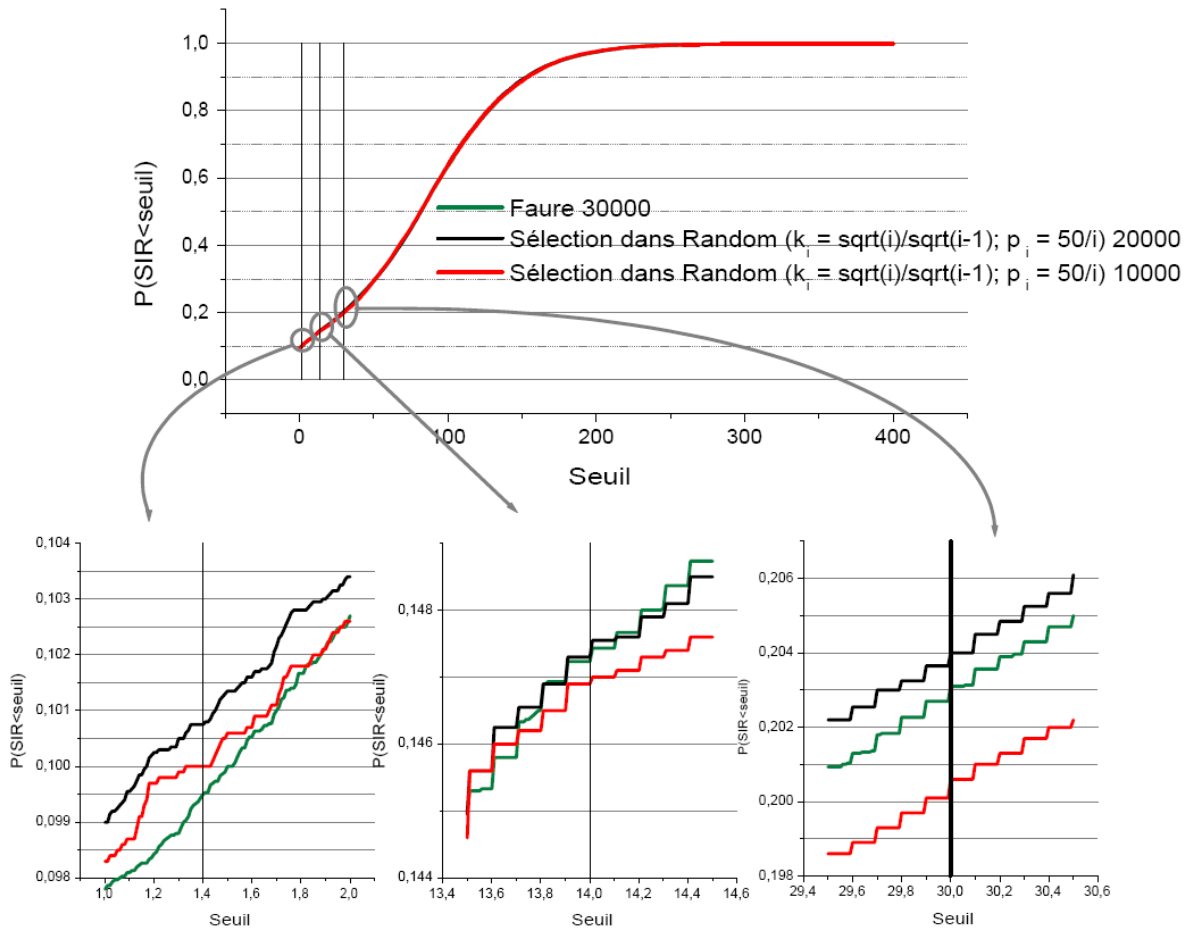 1,0
0,8
0,6
0,4
0,2
0,0
P(SIR<seuil)
Faure 30000
Sélection dans Random (k_i = sqrt(i)/sqrt(i-1); p_i = 50/i) 20000
Sélection dans Random (k_i = sqrt(i)/sqrt(i-1); p_i = 50/i) 10000
0 100 200 300 400
Seuil
0,104
0,103
0,102
0,101
0,100
0,099
0,098
P(SIR<seuil)
1,0 1,2 1,4 1,6 1,8 2,0
Seuil
0,148
0,146
0,144
P(SIR<seuil)
13,4 13,6 13,8 14,0 14,2 14,4 14,6
Seuil
0,206
0,204
0,202
0,200
0,198
P(SIR<seuil)
29,4 29,6 29,8 30,0 30,2 30,4 30,6
Seuil